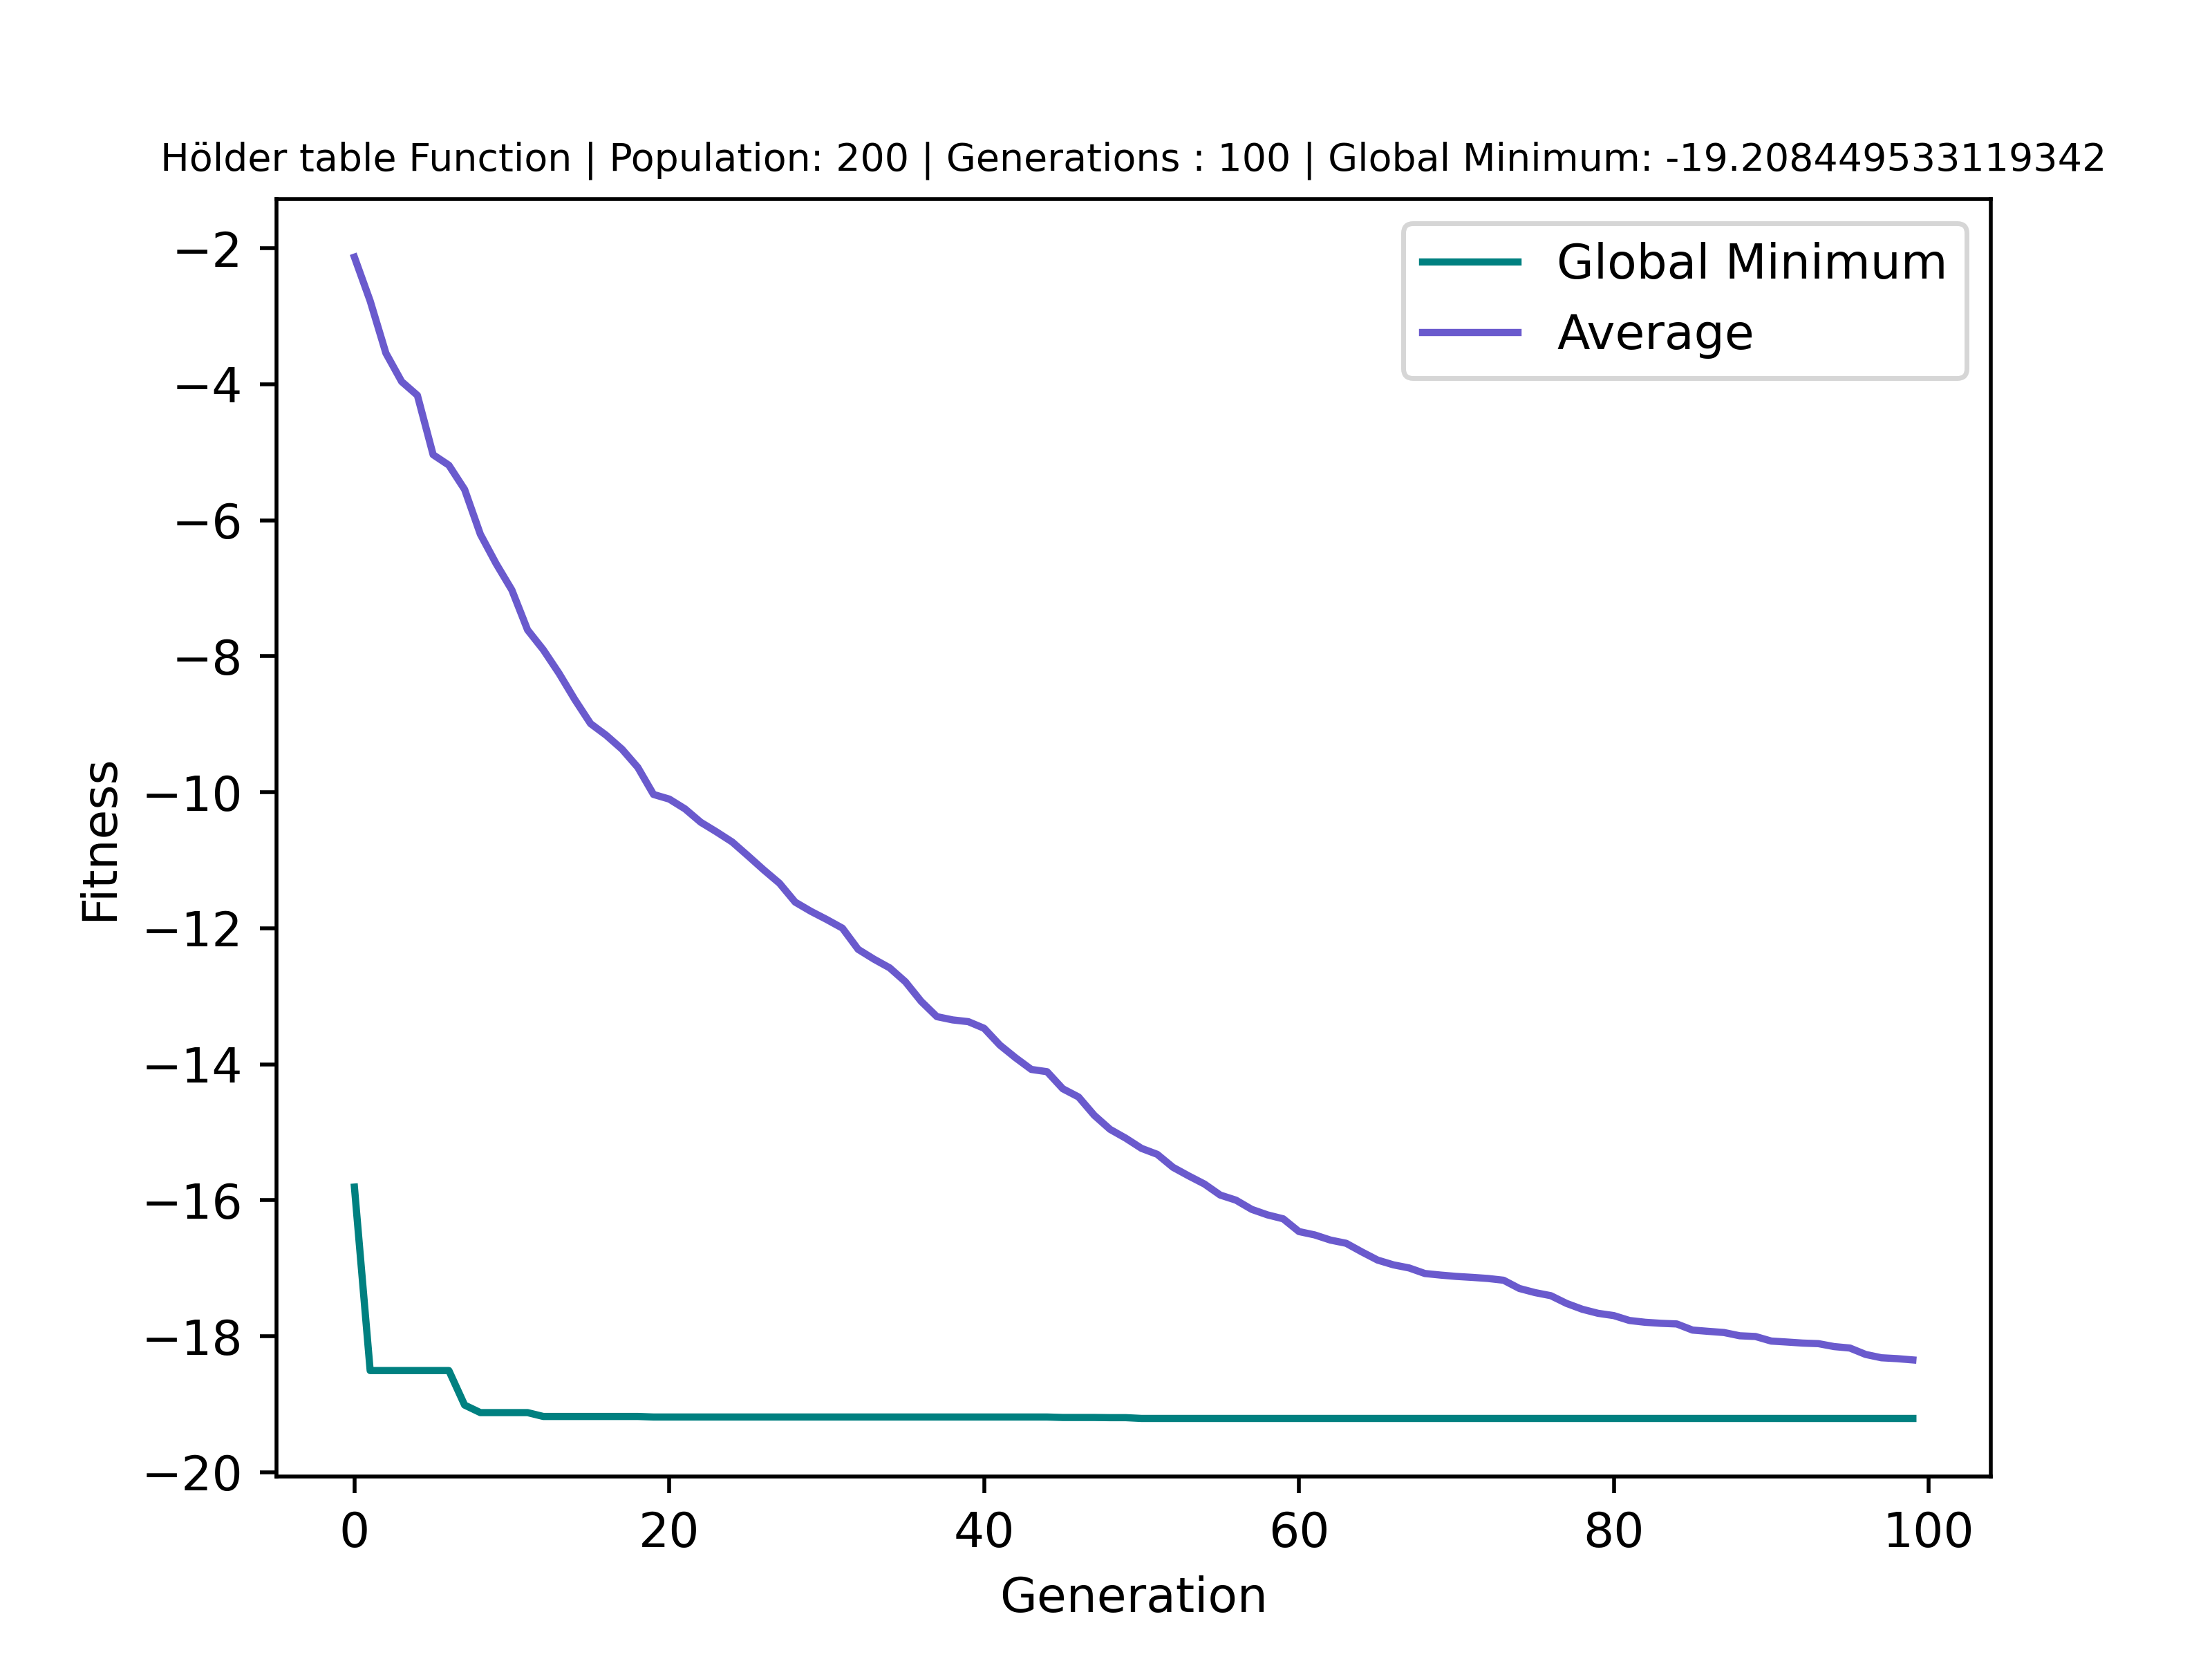 Hölder table Function | Population: 200 | Generations : 100 | Global Minimum: -19.208449533119342
Global Minimum
Average
−2
−4
−6
−8
−10
−12
−14
−16
−18
−20
Fitness
0 20 40 60 80 100
Generation